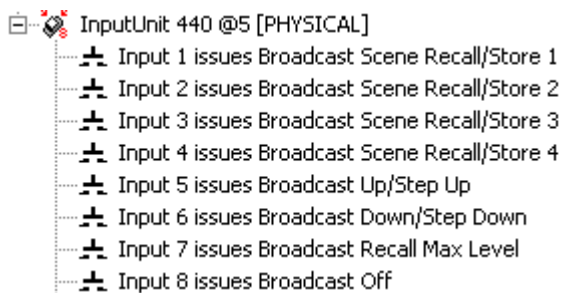 InputUnit 440 @5 [PHYSICAL]
Input 1 issues Broadcast Scene Recall/Store 1
Input 2 issues Broadcast Scene Recall/Store 2
Input 3 issues Broadcast Scene Recall/Store 3
Input 4 issues Broadcast Scene Recall/Store 4
Input 5 issues Broadcast Up/Step Up
Input 6 issues Broadcast Down/Step Down
Input 7 issues Broadcast Recall Max Level
Input 8 issues Broadcast Off